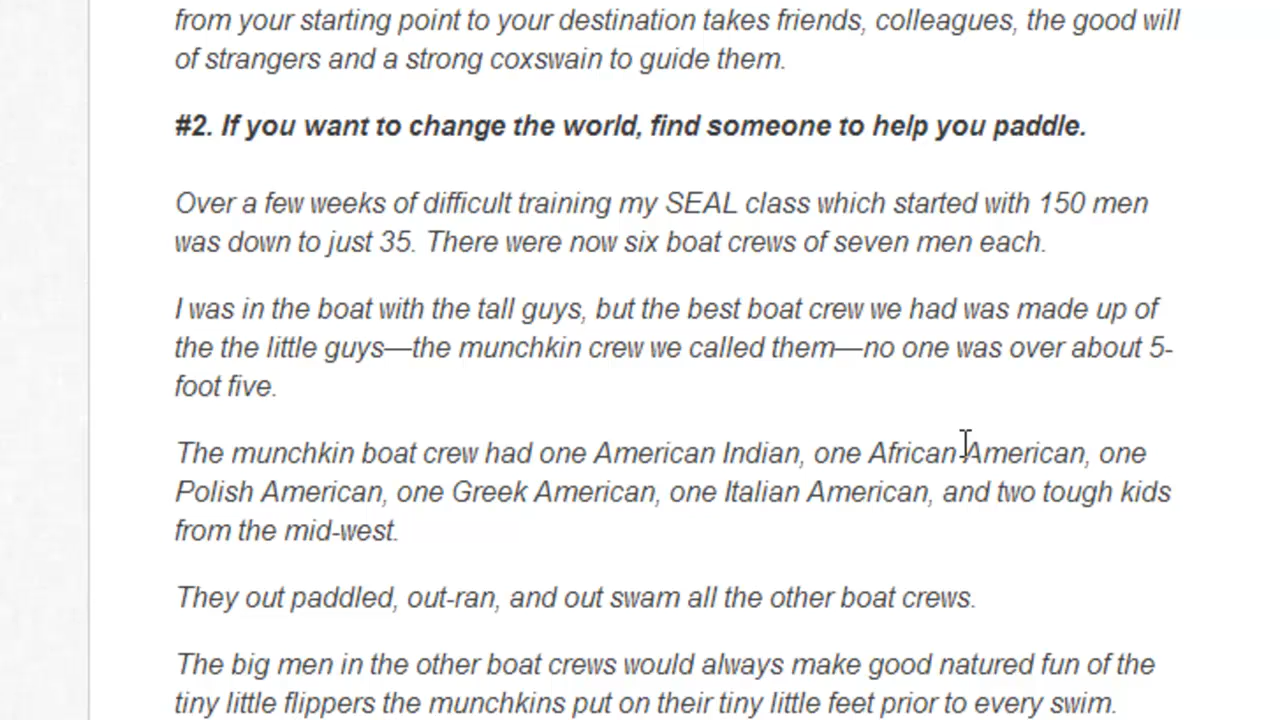 from your starting point to your destination takes friends, colleagues, the good will
of strangers and a strong coxswain to guide them.
#2. If you want to change the world, find someone to help you paddle.
Over a few weeks of difficult training my SEAL class which started with 150 men
was down to just 35. There were now six boat crews of seven men each.
I was in the boat with the tall guys, but the best boat crew we had was made up of
the the little guys—the munchkin crew we called them—no one was over about 5-
foot five.
The munchkin boat crew had one American Indian, one African American, one
Polish American, one Greek American, one Italian American, and two tough kids
from the mid-west.
They out paddled, out-ran, and out swam all the other boat crews.
The big men in the other boat crews would always make good natured fun of the
tiny little flippers the munchkins put on their tiny little feet prior to every swim.